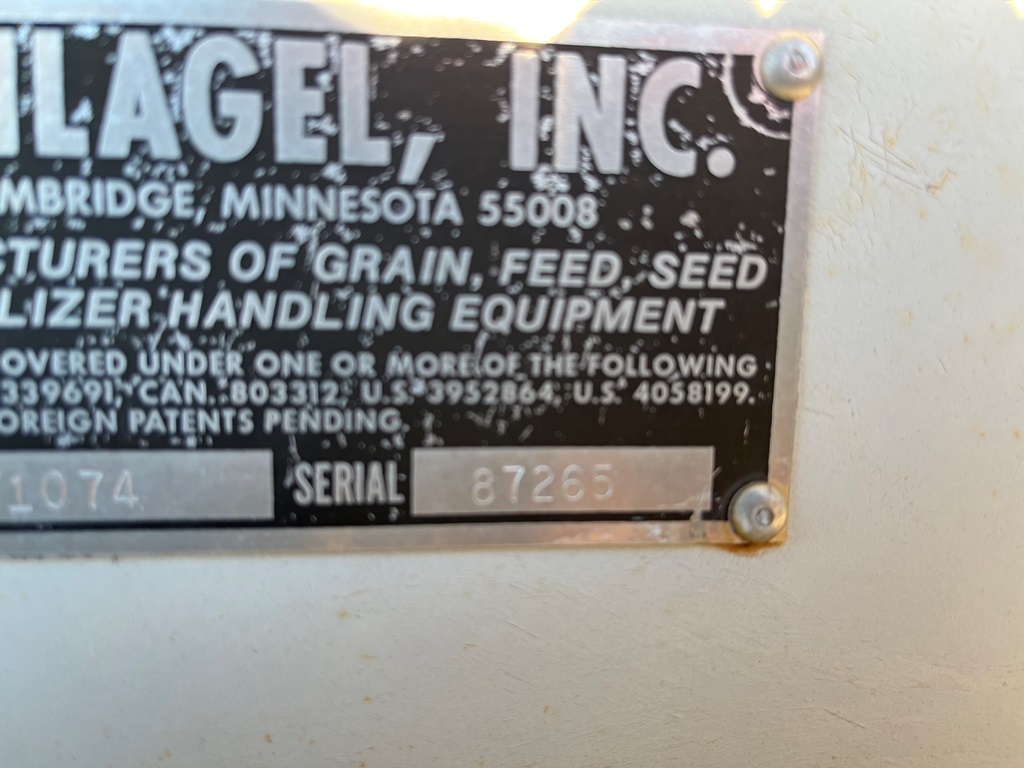 LAGEL, INC.
MBRIDGE, MINNESOTA 55008
CTURERS OF GRAIN, FEED, SEED
LIZER HANDLING EQUIPMENT
OVERED UNDER ONE OR MORE OF THE FOLLOWING
339691, CAN. 803312, U.S. 3952864, U.S. 4058199.
OREIGN PATENTS PENDING.
1074 SERIAL 87265